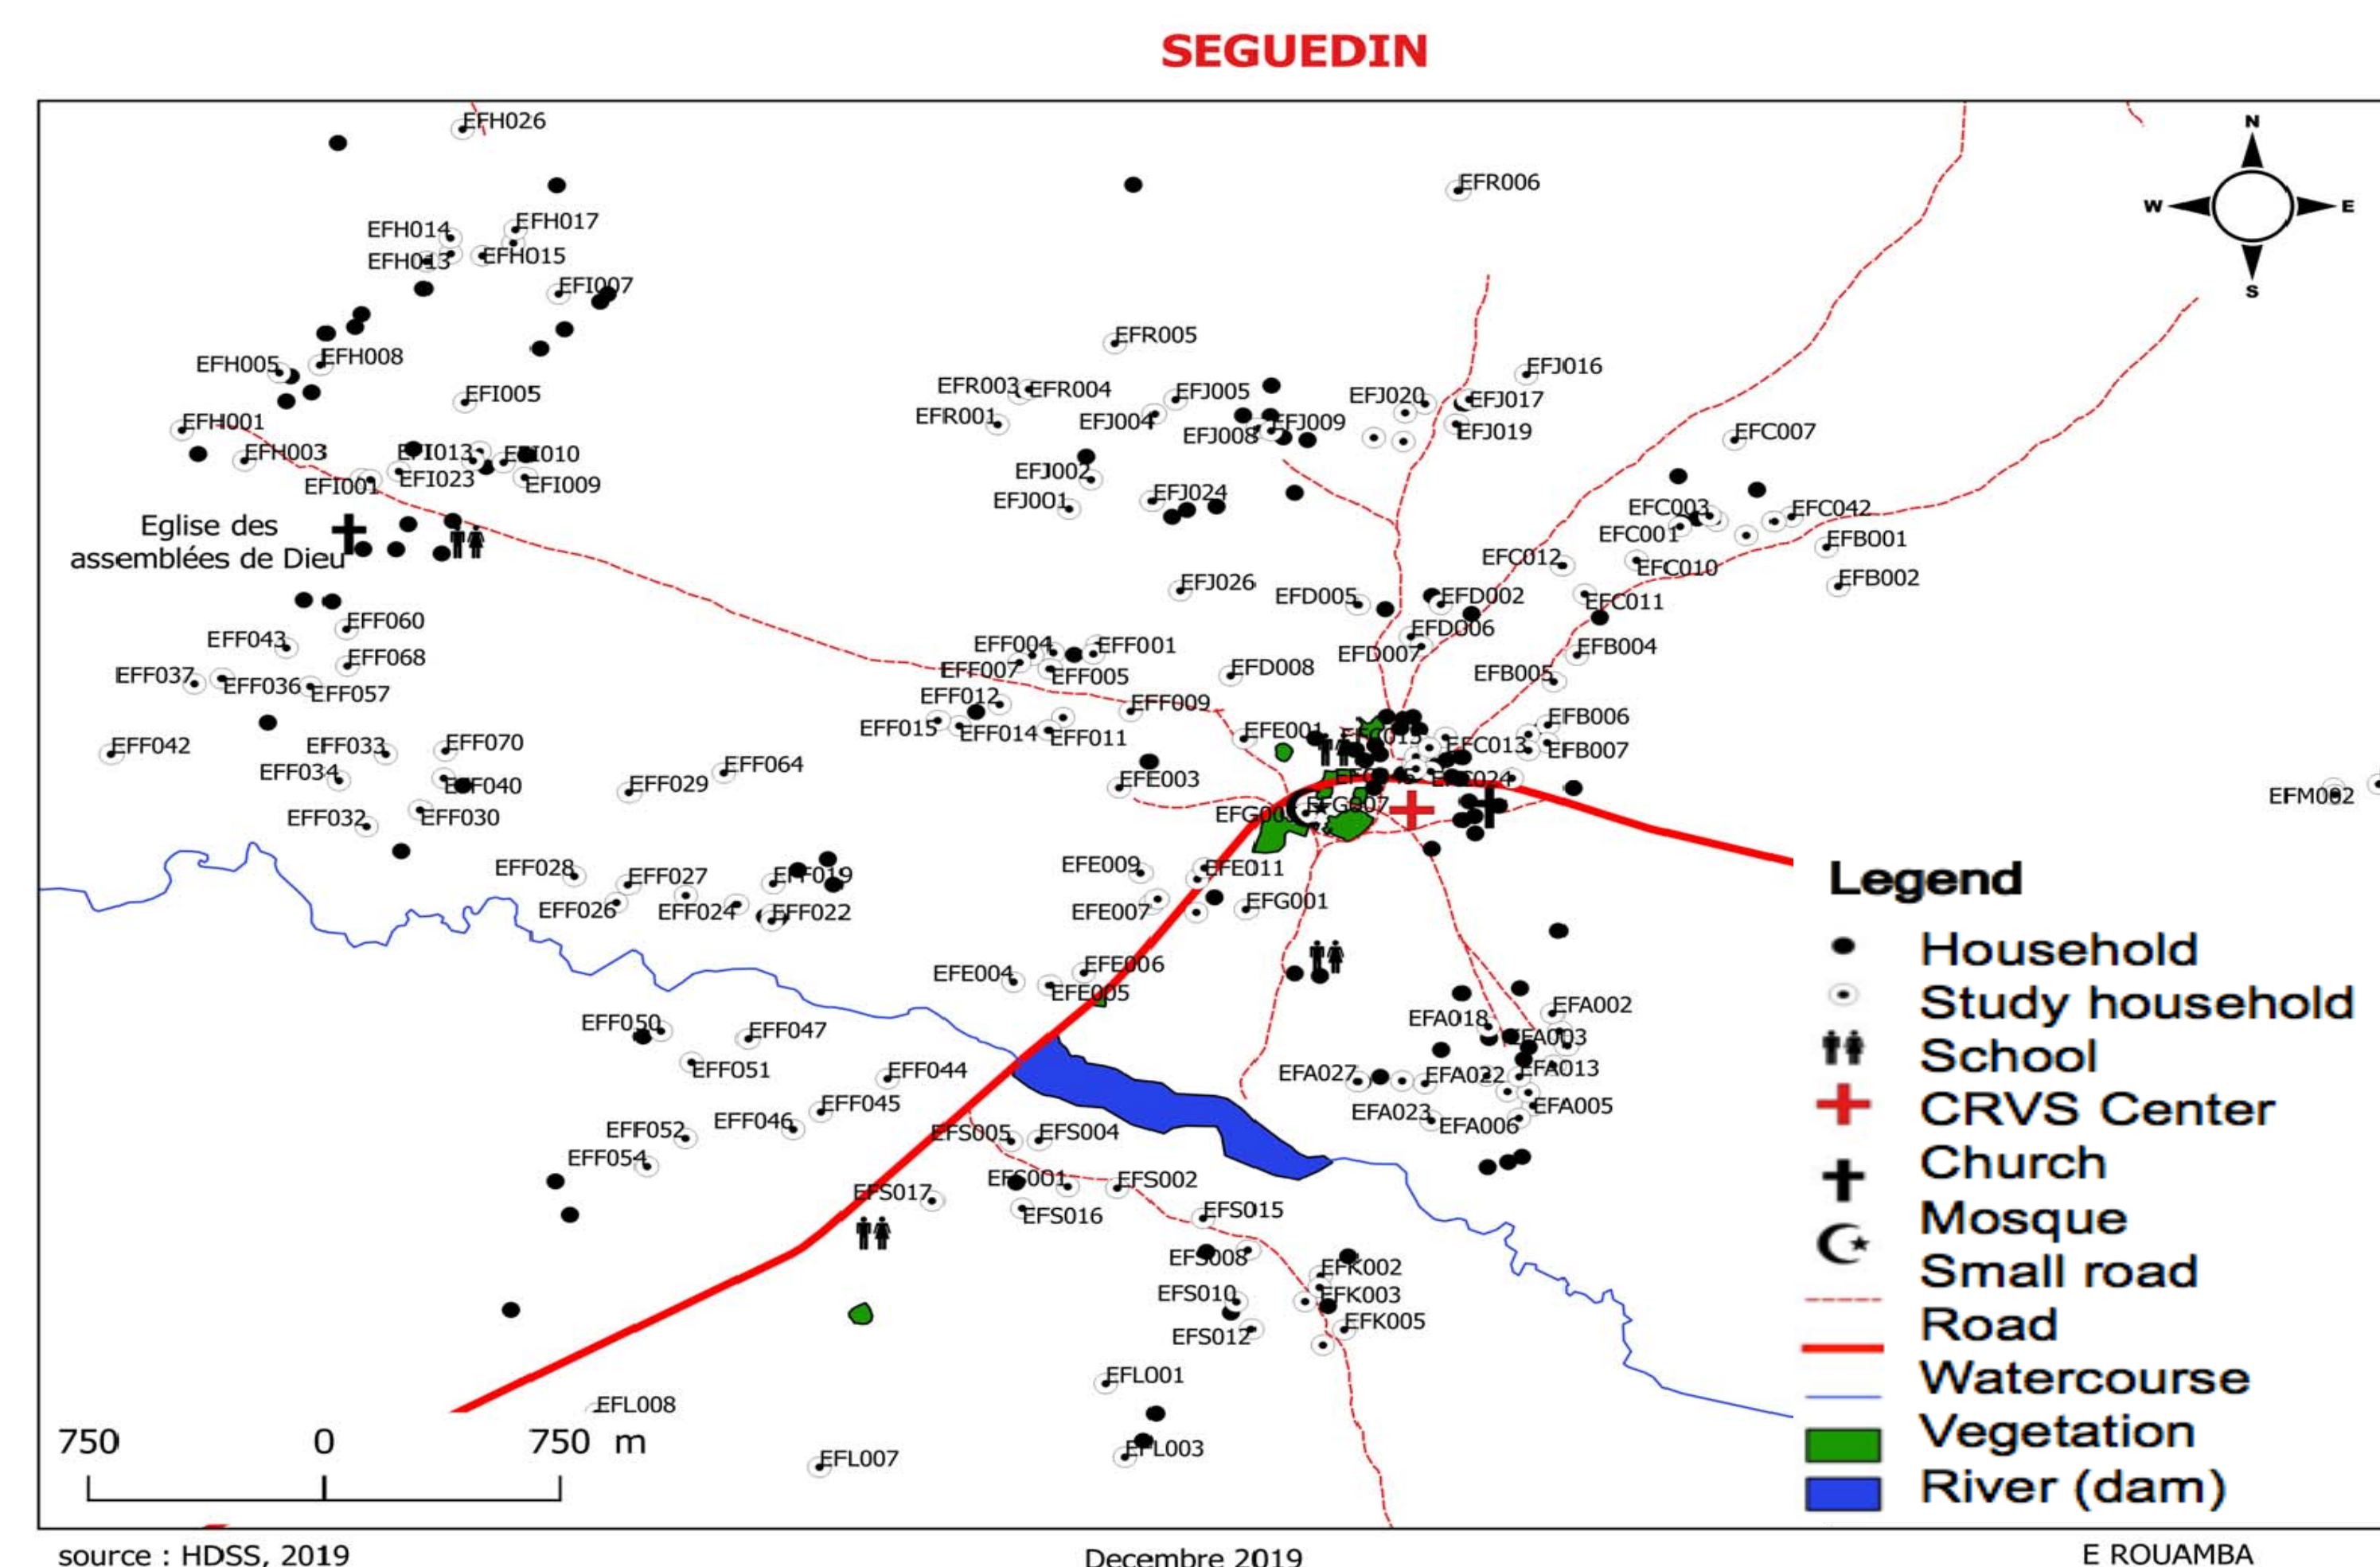 SEGUEDIN
EFH026
N
EFR006
W
E
EFH017
EFH014
EFH015
EFH013
EFI007
S
EFR005
EFH008
EFH005
EFJ016
EFR003
EFR004
EFJ005
EFJ020
EFI005
EFJ017
EFR001
EFH001
EFJ004
EFJ009
EFJ008
EFJ019
EFC007
EFH003
EFI013
EFI010
EFJ002
EFI001
EFI023
EFI009
EFJ024
EFJ001
EFC003
EFC042
Eglise des
assemblées de Dieu
EFC001
EFB001
EFC012
EFC010
EFB002
EFJ026
EFD005
EFD002
EFC011
EFF060
EFD006
EFF043
EFF004
EFF001
EFB004
EFD007
EFF068
EFF007
EFF005
EFD008
EFB005
EFF037
EFF036
EFF057
EFF012
EFF009
EFB006
EFF015
EFF014
EFF011
EFE001
EFC013
EFB007
EFF042
EFF033
EFF070
EFF034
EFF064
EFF040
EFF029
EFE003
EFC024
EFM002
EFF032
EFF030
EFG007
EFF028
EFF027
EFF019
EFE009
EFE011
EFF026
EFF024
EFF022
EFE007
EFG001
EFE004
EFE006
EFE005
EFA002
EFF050
EFF047
EFA018
EFA003
EFF051
EFF044
EFA027
EFA022
EFA013
EFF045
EFA023
EFA005
EFF046
EFA006
EFF052
EFS005
EFS004
EFF054
EFS001
EFS002
EFS017
EFS016
EFS015
EFS008
EFK002
EFS010
EFK003
EFK005
EFS012
EFL001
EFL008
EFL003
EFL007
Legend
Household
Study household
School
CRVS Center
Church
Mosque
Small road
Road
Watercourse
Vegetation
River (dam)
750 0 750 m
source : HDSS, 2019
Decembre 2019
E ROUAMBA